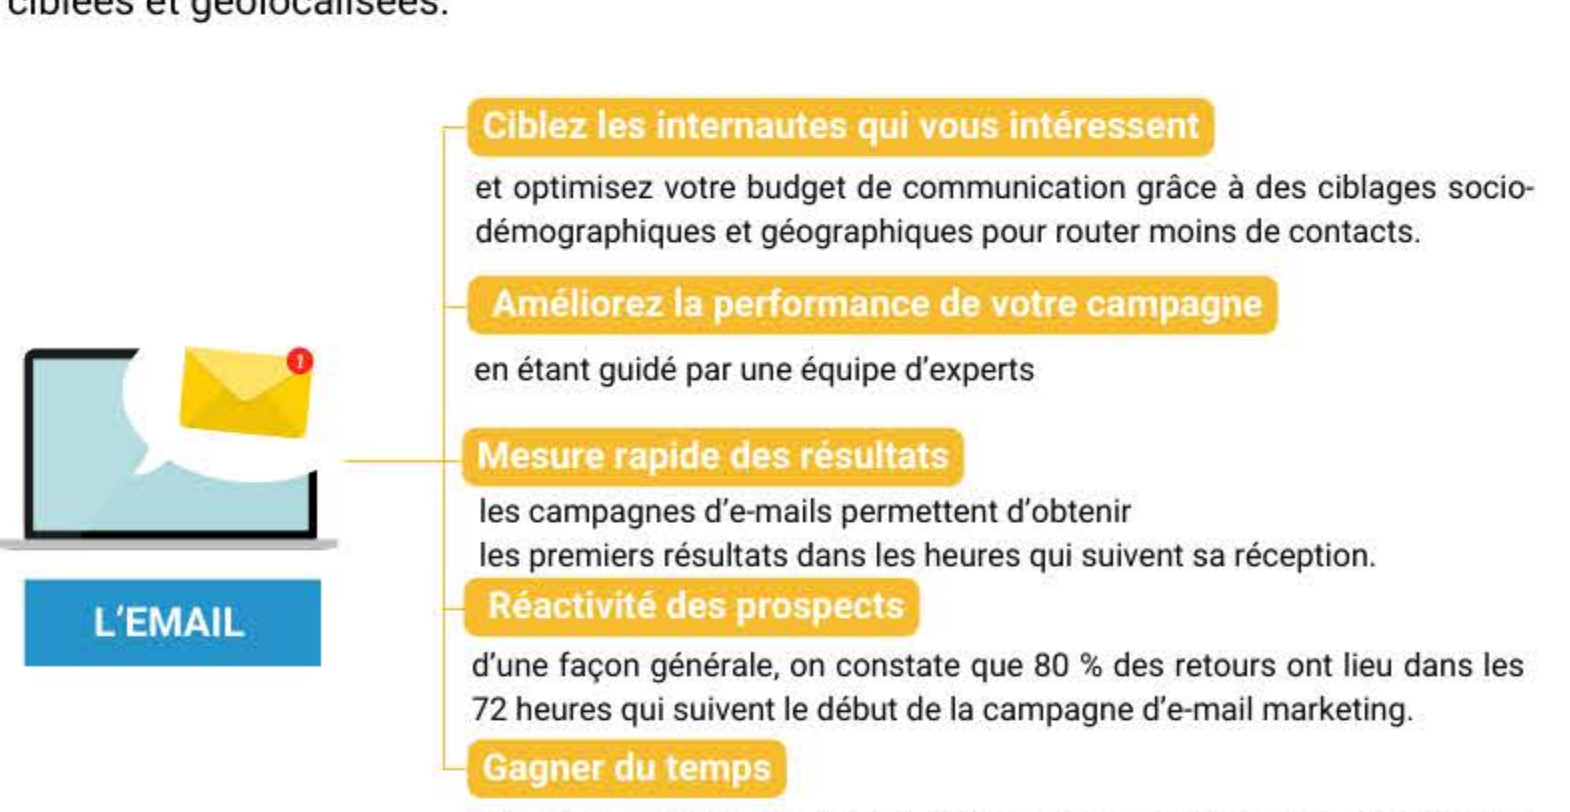 ciblées et géolocalisées.
Ciblez les internautes qui vous intéressent
et optimisez votre budget de communication grâce à des ciblages socio-
démographiques et géographiques pour router moins de contacts.
Améliorez la performance de votre campagne
en étant guidé par une équipe d’experts
1
Mesure rapide des résultats
les campagnes d’e-mails permettent d’obtenir
les premiers résultats dans les heures qui suivent sa réception.
L’EMAIL
Réactivité des prospects
d’une façon générale, on constate que 80 % des retours ont lieu dans les
72 heures qui suivent le début de la campagne d’e-mail marketing.
Gagner du temps